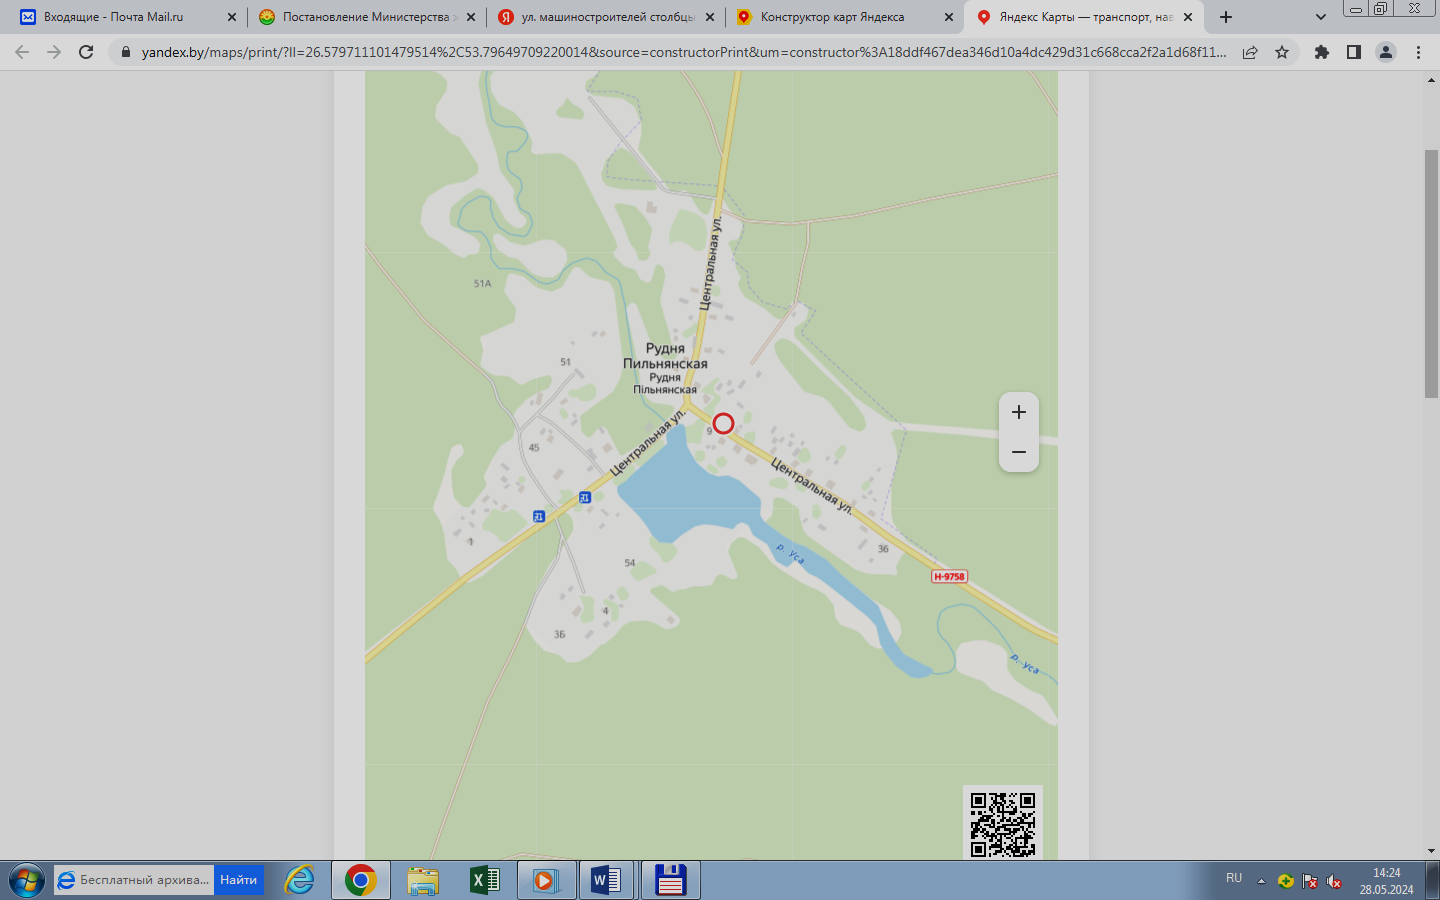 Входящие - Почта Mail.ru
Постановление Министерства
ул. машиностроителей столбцы
Конструктор карт Яндекса
Яндекс Карты — транспорт, нав
yandex.by/maps/print/?ll=26.579711101479514%2C53.79649709220014&source=constructorPrint&um=constructor%3A18ddf467dea346d10a4dc429d31c668cca2f2a1d68f11...
Центральная ул.
51А
Рудня
Пильнянская
Рудня
Пільнянская
51
9
Центральная ул.
45
Центральная ул.
1
р. Уса
36
54
Н-9758
4
3Б
р. Уса
Бесплатный архива...
Найти
RU
14:24
28.05.2024